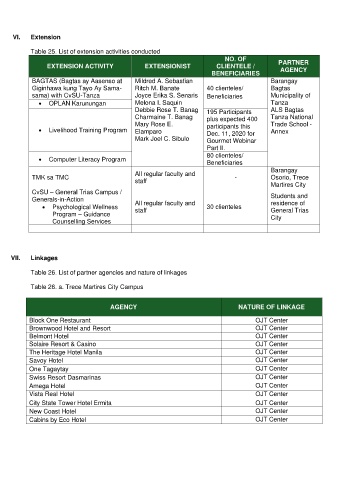 VI. Extension
Table 25. List of extension activities conducted
EXTENSION ACTIVITY EXTENSIONIST NO. OF CLIENTELE / BENEFICIARIES PARTNER AGENCY
BAGTAS (Bagtas ay Aasenso at
Giginhawa kung Tayo Ay Sama-
sama) with CvSU-Tanza
• OPLAN Karunungan
• Livelihood Training Program
• Computer Literacy Program
Mildred A. Sebastian
Ritch M. Banate
Joyce Erika S. Senaris
Melona I. Saquin
Debbie Rose T. Banag
Charmaine T. Banag
Mary Rose E.
Elamparo
Mark Joel C. Sibulo
40 clienteles/
Beneficiaries
195 Participants
plus expected 400
participants this
Dec. 11, 2020 for
Gourmet Webinar
Part II.
80 clienteles/
Beneficiaries
Barangay
Bagtas
Municipality of
Tanza
ALS Bagtas
Tanza National
Trade School -
Annex
TMK sa TMC
All regular faculty and
staff
-
Barangay
Osorio, Trece
Martires City
CvSU – General Trias Campus /
Generals-in-Action
• Psychological Wellness
Program – Guidance
Counselling Services
All regular faculty and
staff
30 clienteles
Students and
residence of
General Trias
City
VII. Linkages
Table 26. List of partner agencies and nature of linkages
Table 26. a. Trece Martires City Campus
AGENCY NATURE OF LINKAGE
Block One Restaurant OJT Center
Brownwood Hotel and Resort OJT Center
Belmont Hotel OJT Center
Solaire Resort & Casino OJT Center
The Heritage Hotel Manila OJT Center
Savoy Hotel OJT Center
One Tagaytay OJT Center
Swiss Resort Dasmarinas OJT Center
Amega Hotel OJT Center
Vista Real Hotel OJT Center
City State Tower Hotel Ermita OJT Center
New Coast Hotel OJT Center
Cabins by Eco Hotel OJT Center